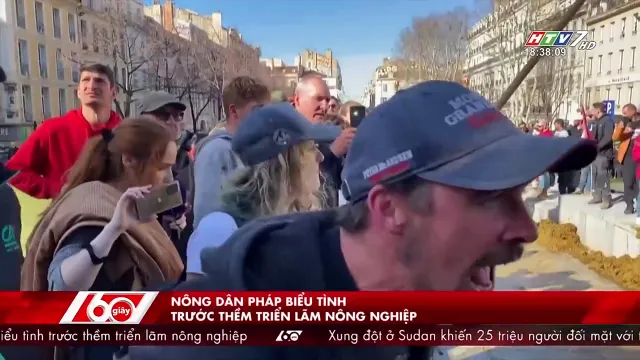 HTV7 HD
18:38:09
60 giây
NÔNG DÂN PHÁP BIỂU TÌNH
TRƯỚC THỀM TRIỂN LÃM NÔNG NGHIỆP
iểu tình trước thềm triển lãm nông nghiệp 60 Xung đột ở Sudan khiến 25 triệu người đối mặt với